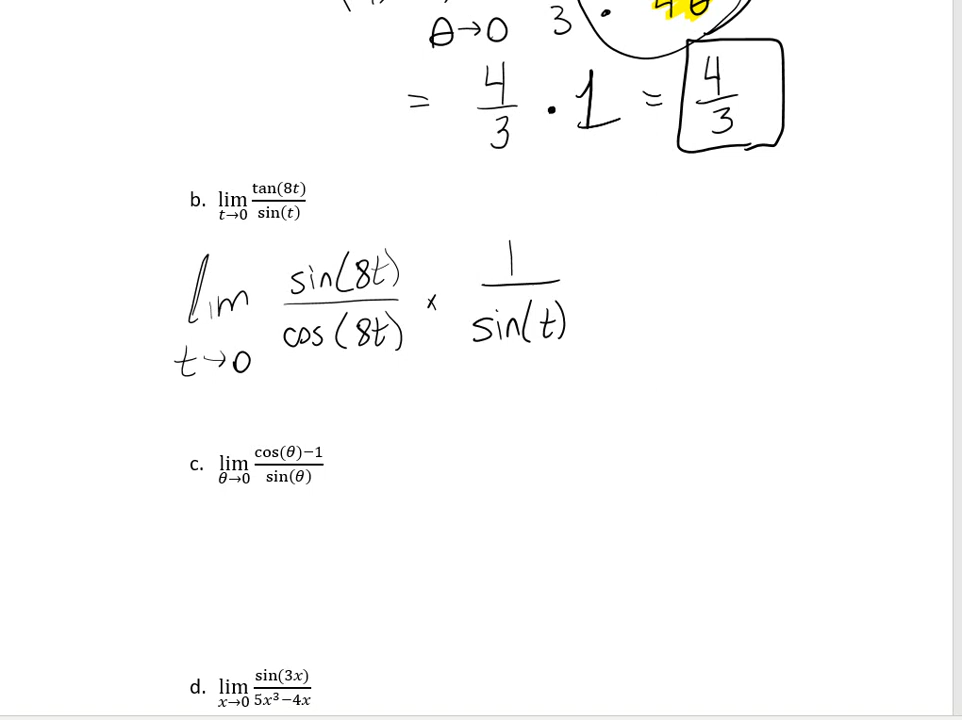 θ→0 3 · 4θ
= 4/3 · 1 = 4/3
b. lim t→0 tan(8t)/sin(t)
lim t→0 sin(8t)/cos(8t) × 1/sin(t)
c. lim θ→0 cos(θ)−1/sin(θ)
d. lim x→0 sin(3x)/5x³−4x